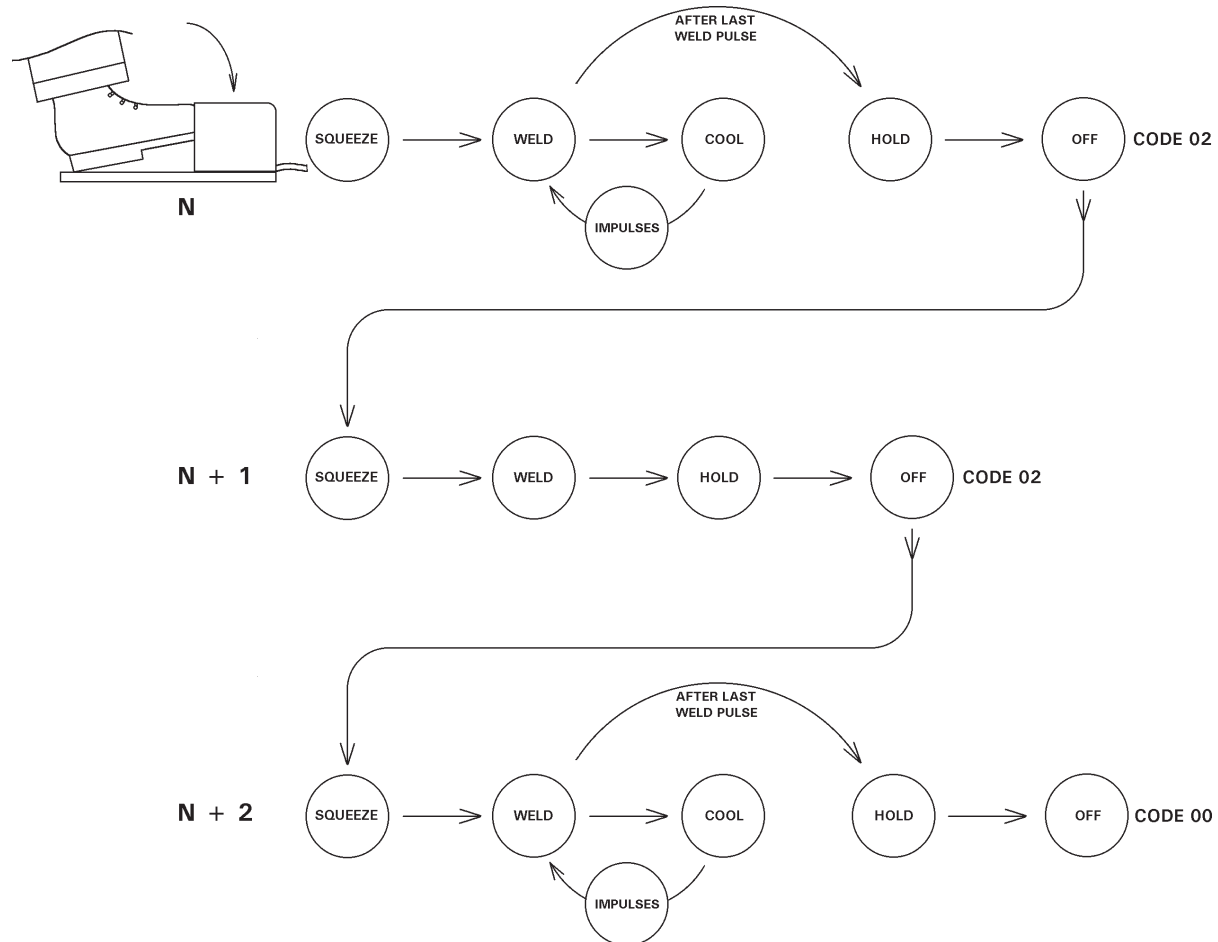 AFTER LAST
WELD PULSE
SQUEEZE
WELD
COOL
HOLD
OFF
CODE 02
IMPULSES
N
N + 1
SQUEEZE
WELD
HOLD
OFF
CODE 02
AFTER LAST
WELD PULSE
N + 2
SQUEEZE
WELD
COOL
HOLD
OFF
CODE 00
IMPULSES